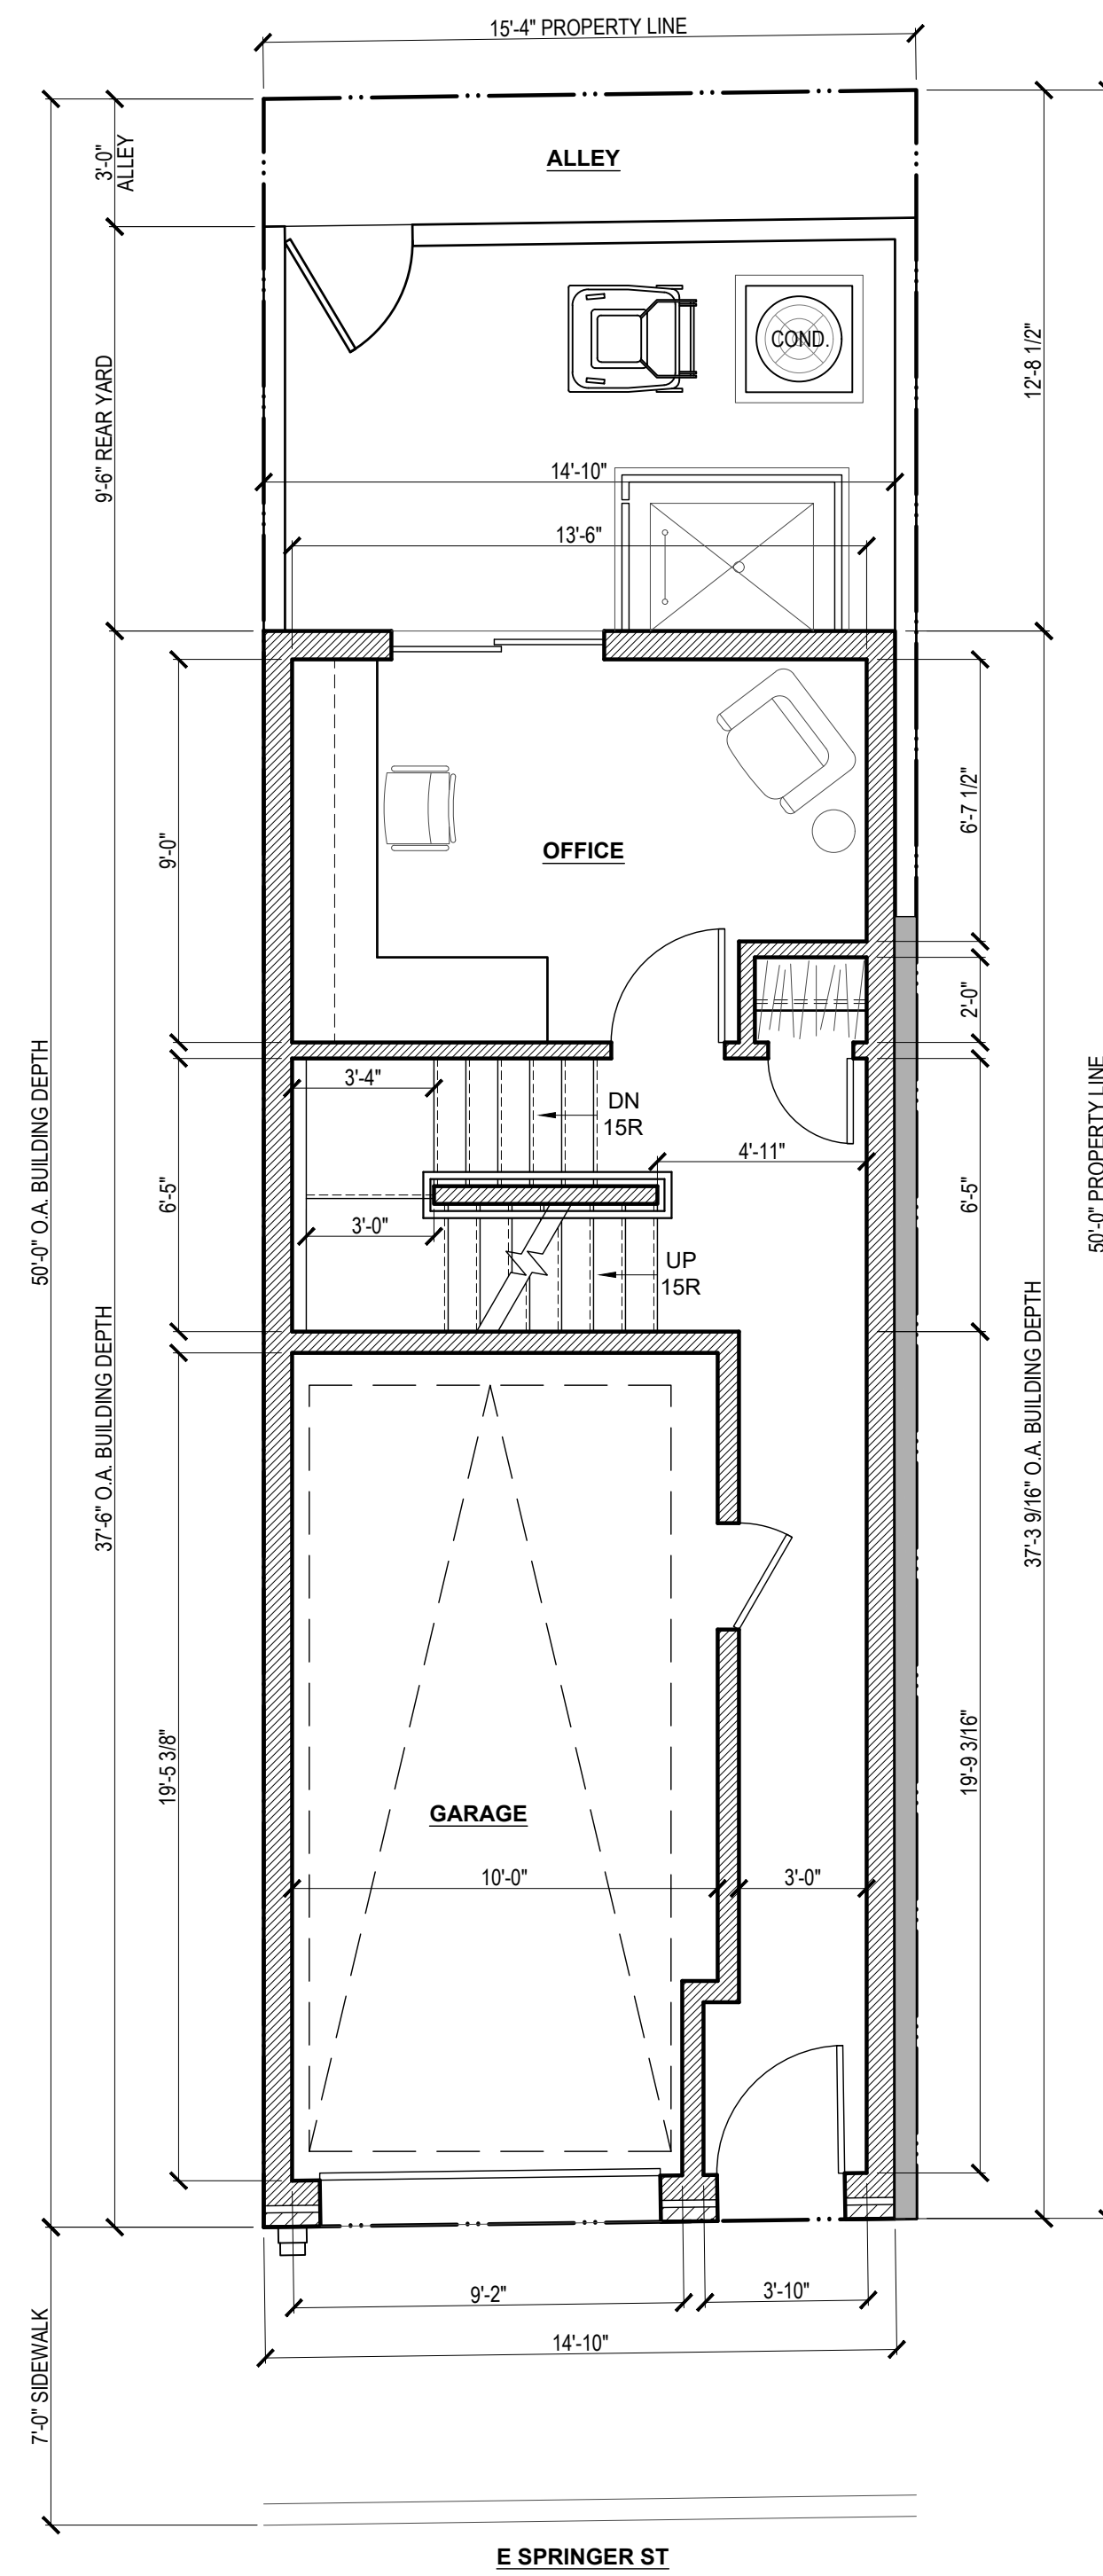 15'-4" PROPERTY LINE
3'-0"
ALLEY
ALLEY
COND.
12'-8 1/2"
9'-6" REAR YARD
14'-10"
13'-6"
9'-0"
OFFICE
6'-7 1/2"
2'-0"
50'-0" O.A. BUILDING DEPTH
50'-0" PROPERTY LINE
3'-4"
DN
15R
4'-11"
6'-5"
6'-5"
3'-0"
UP
15R
37'-6" O.A. BUILDING DEPTH
37'-3 9/16" O.A. BUILDING DEPTH
19'-5 3/8"
19'-9 3/16"
GARAGE
10'-0"
3'-0"
9'-2"
3'-10"
14'-10"
7'-0" SIDEWALK
E SPRINGER ST